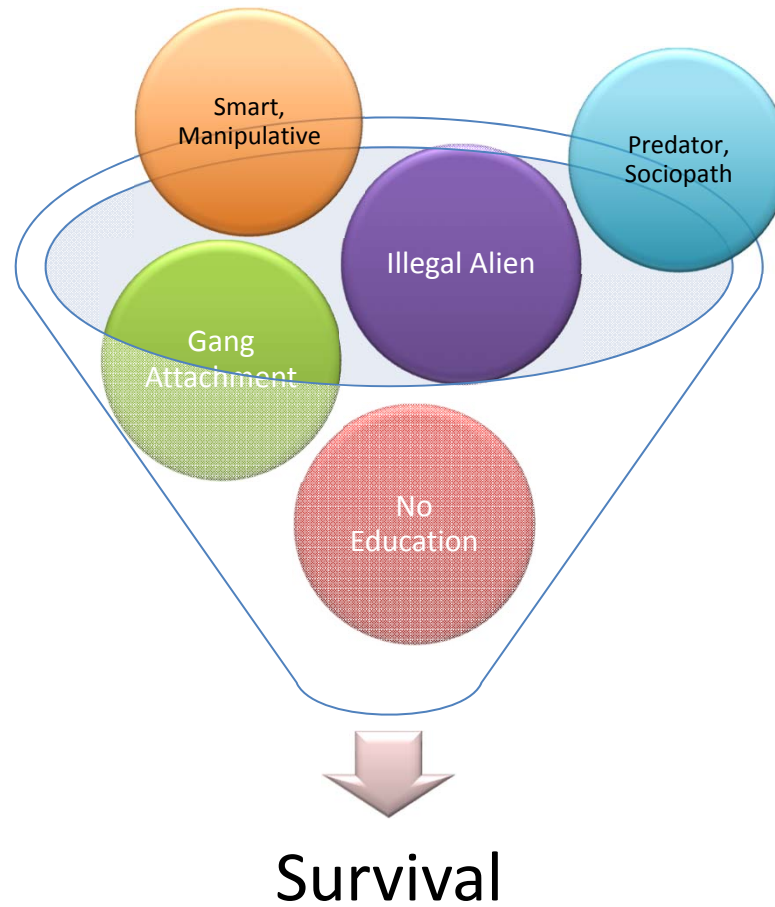 Smart,
Manipulative
Predator,
Sociopath
Illegal Alien
Gang
Attachment
No
Education
Survival